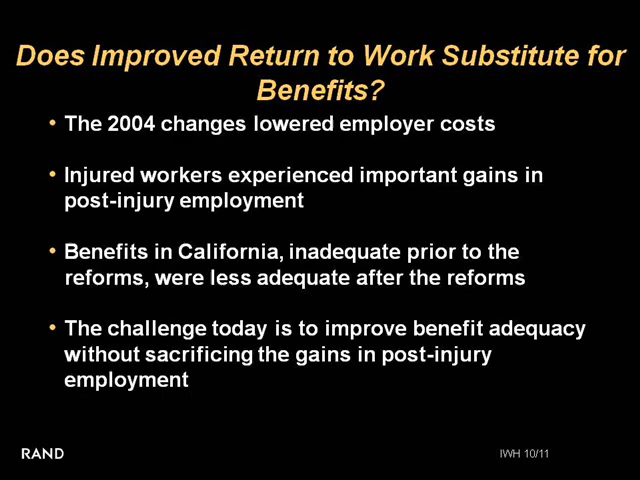 Does Improved Return to Work Substitute for
Benefits?
• The 2004 changes lowered employer costs
• Injured workers experienced important gains in
post-injury employment
• Benefits in California, inadequate prior to the
reforms, were less adequate after the reforms
• The challenge today is to improve benefit adequacy
without sacrificing the gains in post-injury
employment
RAND
IWH 10/11